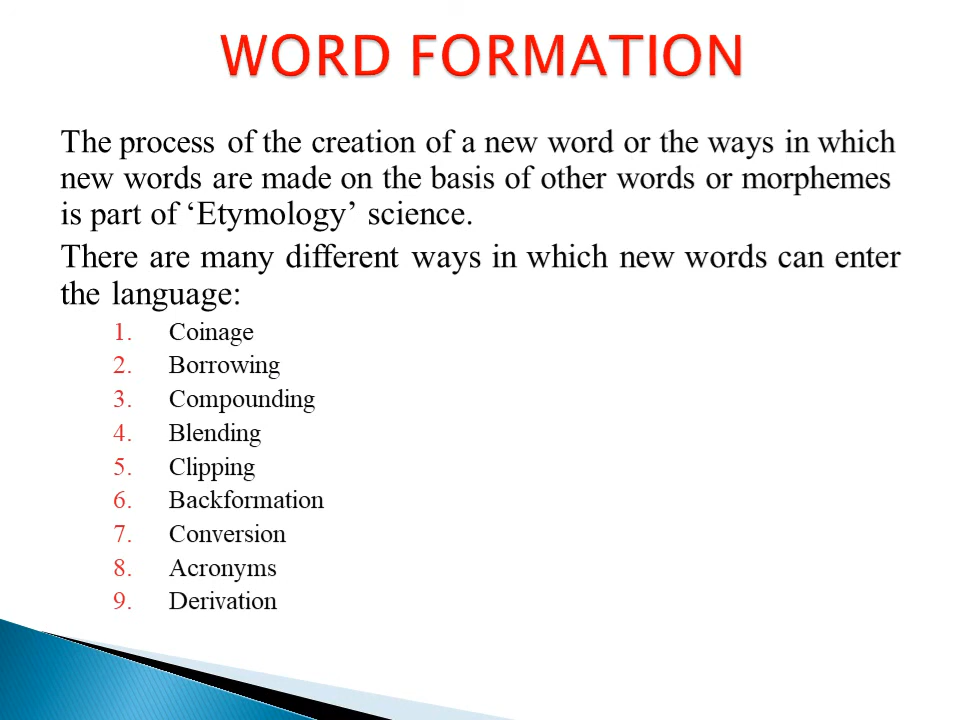 WORD FORMATION
The process of the creation of a new word or the ways in which
new words are made on the basis of other words or morphemes
is part of ‘Etymology’ science.
There are many different ways in which new words can enter
the language:
1. Coinage
2. Borrowing
3. Compounding
4. Blending
5. Clipping
6. Backformation
7. Conversion
8. Acronyms
9. Derivation